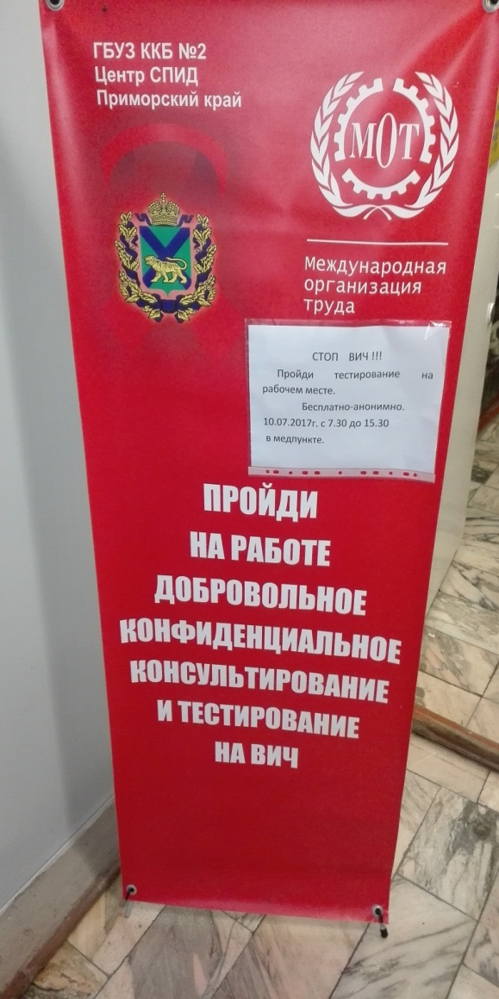 ГБУЗ ККБ №2
Центр СПИД
Приморский край
МОТ
Международная
организация
труда
СТОП ВИЧ !!!
Пройди тестирование на
рабочем месте.
Бесплатно-анонимно.
10.07.2017г. с 7.30 до 15.30
в медпункте.
ПРОЙДИ
НА РАБОТЕ
ДОБРОВОЛЬНОЕ
КОНФИДЕНЦИАЛЬНОЕ
КОНСУЛЬТИРОВАНИЕ
И ТЕСТИРОВАНИЕ
НА ВИЧ